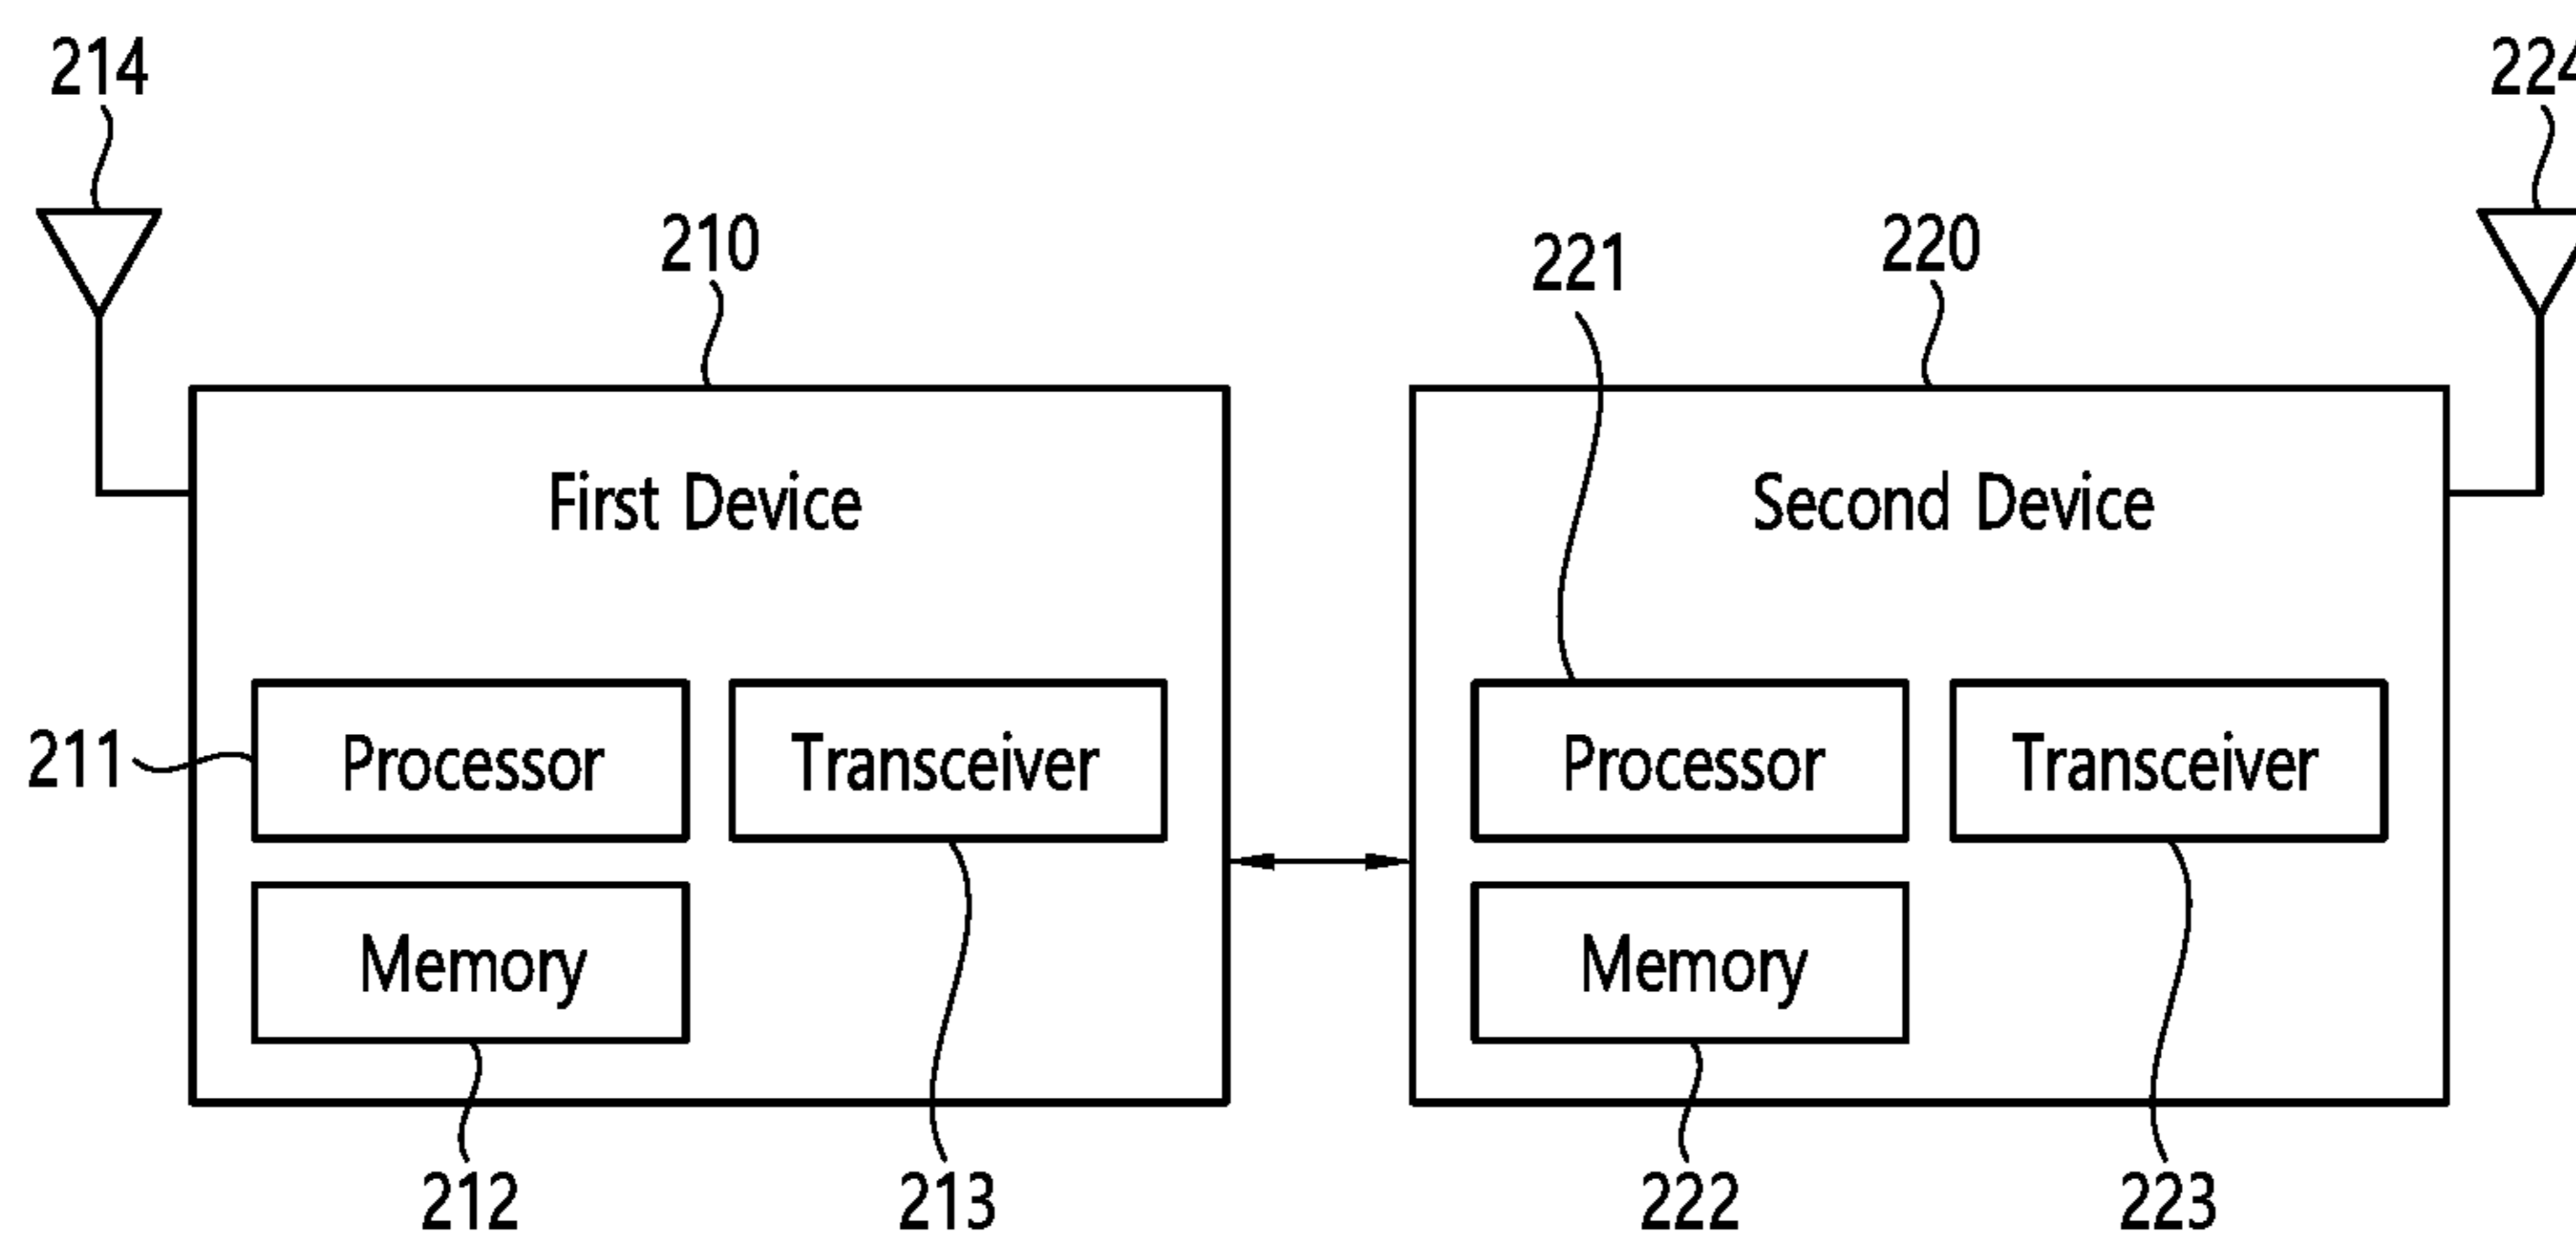 214
224
210
221
220
First Device
Second Device
211
Processor
Transceiver
Processor
Transceiver
Memory
Memory
212
213
222
223